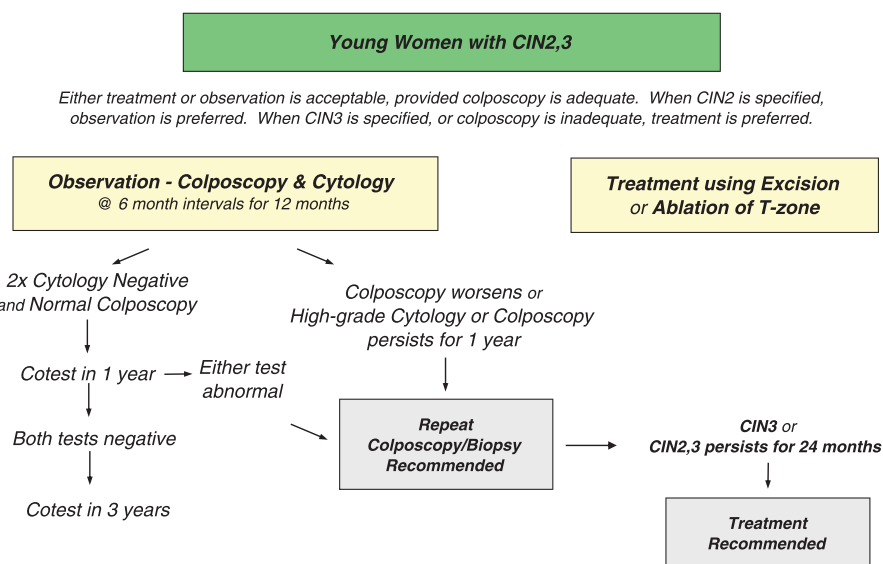 Young Women with CIN2,3
Either treatment or observation is acceptable, provided colposcopy is adequate.  When CIN2 is specified,
observation is preferred.  When CIN3 is specified, or colposcopy is inadequate, treatment is preferred.
Observation - Colposcopy & Cytology
@ 6 month intervals for 12 months
Treatment using Excision
or Ablation of T-zone
2x Cytology Negative
and Normal Colposcopy
Colposcopy worsens or
High-grade Cytology or Colposcopy
persists for 1 year
Cotest in 1 year
Either test
abnormal
Both tests negative
Cotest in 3 years
Repeat
Colposcopy/Biopsy
Recommended
CIN3 or
CIN2,3 persists for 24 months
Treatment
Recommended